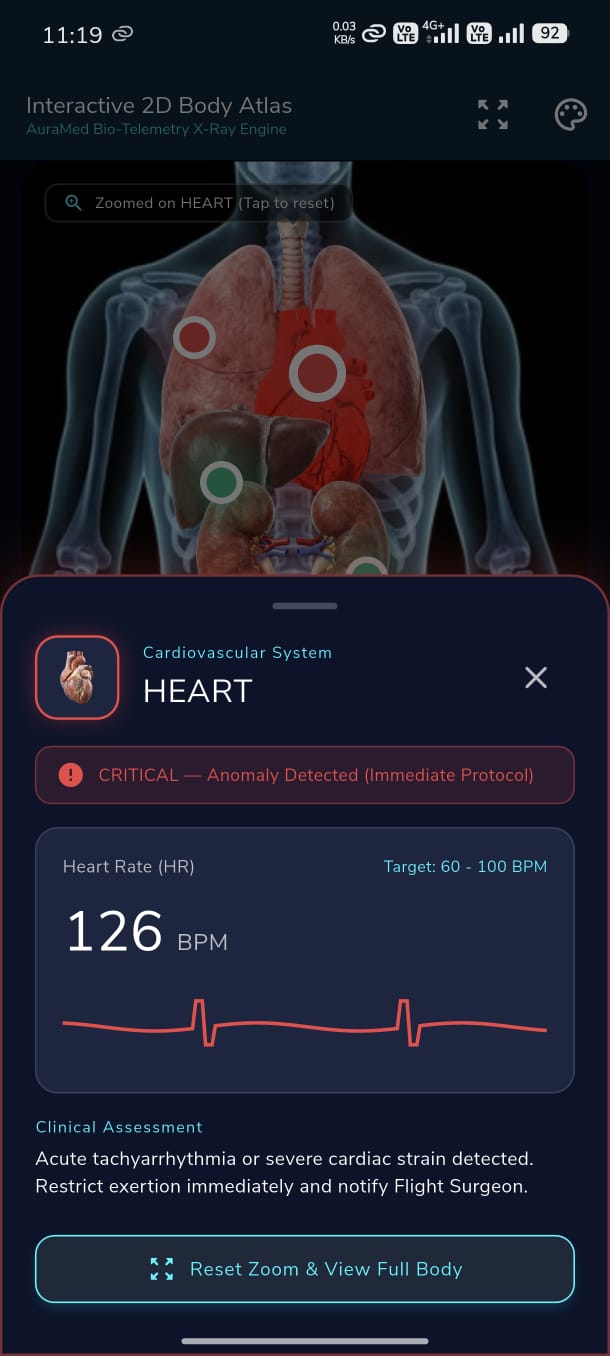 11:19
0.03
KB/s
Vo
LTE
4G+
Vo
LTE
92
Interactive 2D Body Atlas
AuraMed Bio-Telemetry X-Ray Engine
Zoomed on HEART (Tap to reset)
Cardiovascular System
HEART
CRITICAL — Anomaly Detected (Immediate Protocol)
Heart Rate (HR)
Target: 60 - 100 BPM
126 BPM
Clinical Assessment
Acute tachyarrhythmia or severe cardiac strain detected.
Restrict exertion immediately and notify Flight Surgeon.
Reset Zoom & View Full Body